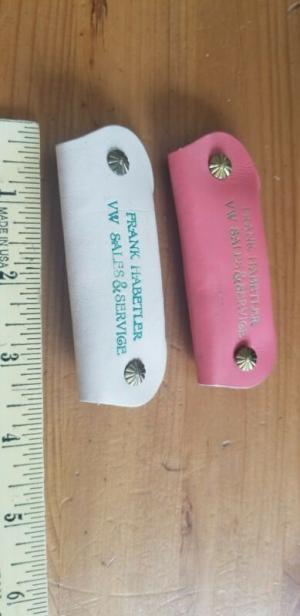 1
MADE IN USA
2
3
4
5
6
FRANK HABETLER
VW SALES & SERVICE
FRANK HABETLER
VW SALES & SERVICE